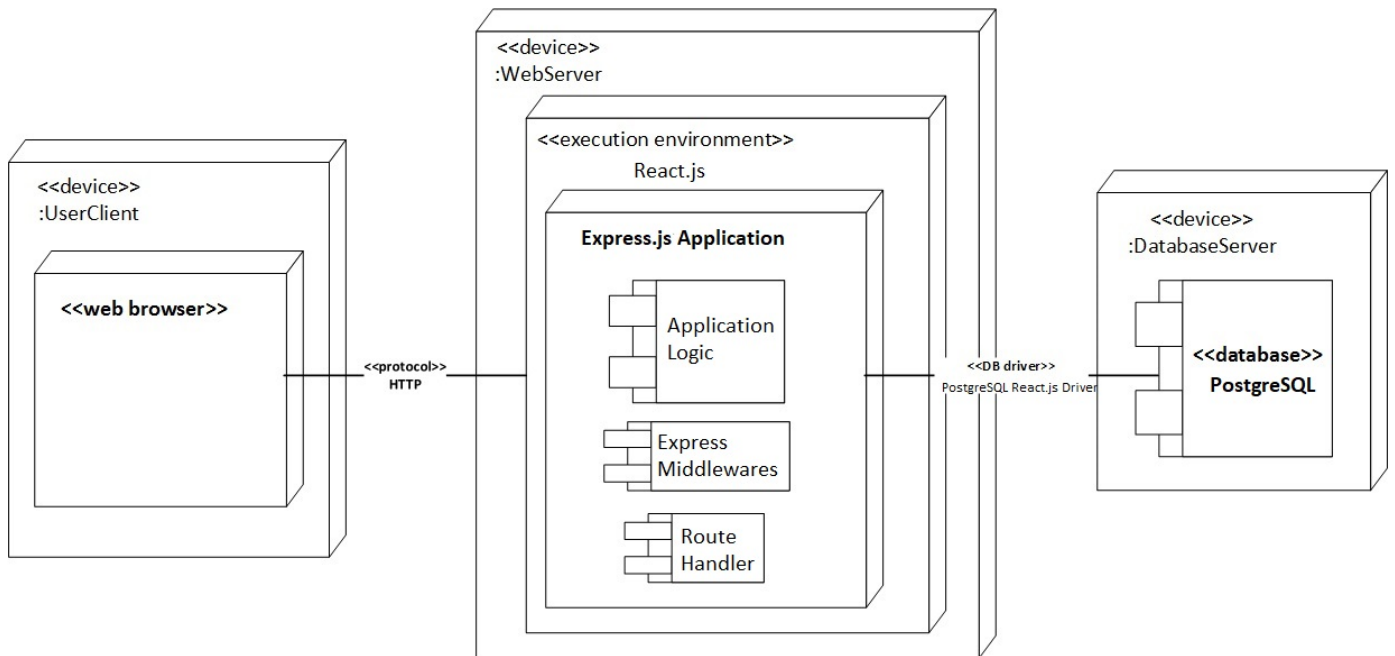 <<device>>
:UserClient
<<web browser>>
<<protocol>>
HTTP
<<device>>
:WebServer
<<execution environment>>
React.js
Express.js Application
Application
Logic
Express
Middlewares
Route
Handler
<<DB driver>>
PostgreSQL React.js Driver
<<device>>
:DatabaseServer
<<database>>
PostgreSQL